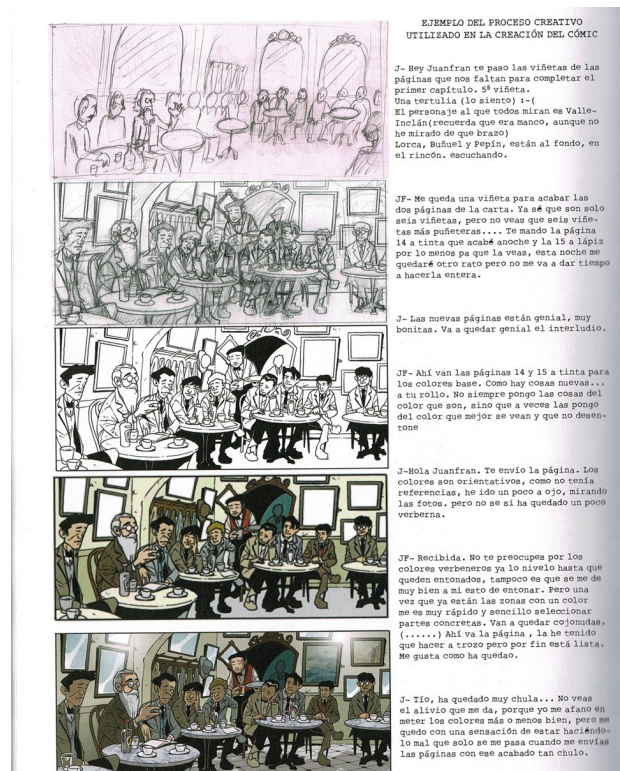 EJEMPLO DEL PROCESO CREATIVO
UTILIZADO EN LA CREACIÓN DEL CÓMIC
J- Hey Juanfran te paso las viñetas de las
páginas que nos faltan para completar el
primer capítulo. 5ª viñeta.
Una tertulia (lo siento) :-(
El personaje al que todos miran es Valle-
Inclán(recuerda que era manco, aunque no
he mirado de que brazo)
Lorca, Buñuel y Pepín, están al fondo, en
el rincón. escuchando.
JF- Me queda una viñeta para acabar las
dos páginas de la carta. Ya sé que son solo
seis viñetas, pero no veas que seis viñe-
tas más puñeteras.... Te mando la página
14 a tinta que acabé anoche y la 15 a lápiz
por lo menos pa que la veas, esta noche me
quedaré otro rato pero no me va a dar tiempo
a hacerla entera.
J- Las nuevas páginas están genial, muy
bonitas. Va a quedar genial el interludio.
JF- Ahí van las páginas 14 y 15 a tinta para
los colores base. Como hay cosas nuevas...
a tu rollo. No siempre pongo las cosas del
color que son, sino que a veces las pongo
del color que mejor se vean y que no desen-
tone
J-Hola Juanfran. Te envío la página. Los
colores son orientativos, como no tenía
referencias, he ido un poco a ojo, mirando
las fotos. pero no se si ha quedado un poco
verberna.
JF- Recibida. No te preocupes por los
colores verbeneros ya lo nivelo hasta que
queden entonados, tampoco es que se me de
muy bien a mi esto de entonar. Pero una
vez que ya están las zonas con un color
me es muy rápido y sencillo seleccionar
partes concretas. Van a quedar cojonudas.
(......) Ahí va la página , la he tenido
que hacer a trozo pero por fin está lista.
Me gusta como ha quedao.
J- Tío, ha quedado muy chula... No veas
el alivio que me da, porque yo me afano en
meter los colores más o menos bien, pero me
quedo con una sensación de estar haciéndo-
lo mal que solo se me pasa cuando me envías
las páginas con ese acabado tan chulo.